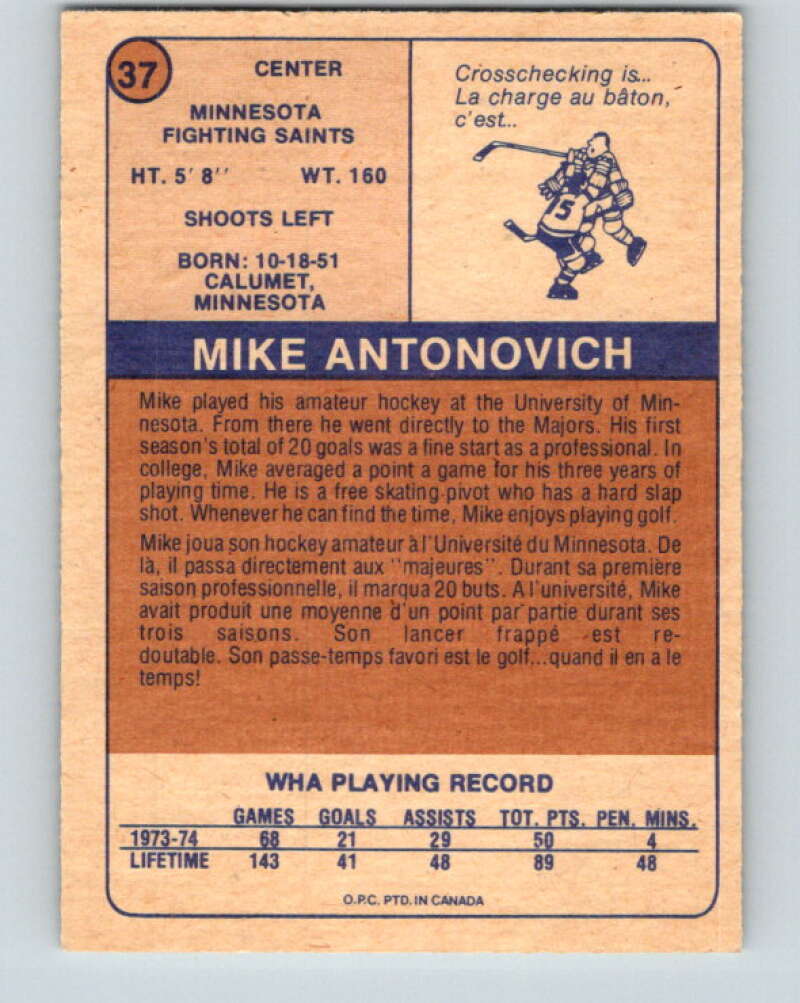 37
CENTER
MINNESOTA
FIGHTING SAINTS
HT. 5' 8'' WT. 160
SHOOTS LEFT
BORN: 10-18-51
CALUMET,
MINNESOTA
Crosschecking is...
La charge au bâton,
c'est...
5
MIKE ANTONOVICH
Mike played his amateur hockey at the University of Min-
nesota. From there he went directly to the Majors. His first
season's total of 20 goals was a fine start as a professional. In
college, Mike averaged a point a game for his three years of
playing time. He is a free skating pivot who has a hard slap
shot. Whenever he can find the time, Mike enjoys playing golf.
Mike joua son hockey amateur à l'Université du Minnesota. De
là, il passa directement aux "majeures". Durant sa première
saison professionnelle, il marqua 20 buts. A l'université, Mike
avait produit une moyenne d'un point par partie durant ses
trois saisons. Son lancer frappé est re-
doutable. Son passe-temps favori est le golf...quand il en a le
temps!
WHA PLAYING RECORD
GAMES GOALS ASSISTS TOT. PTS. PEN. MINS.
1973-74 68 21 29 50 4
LIFETIME 143 41 48 89 48
O.P.C. PTD. IN CANADA